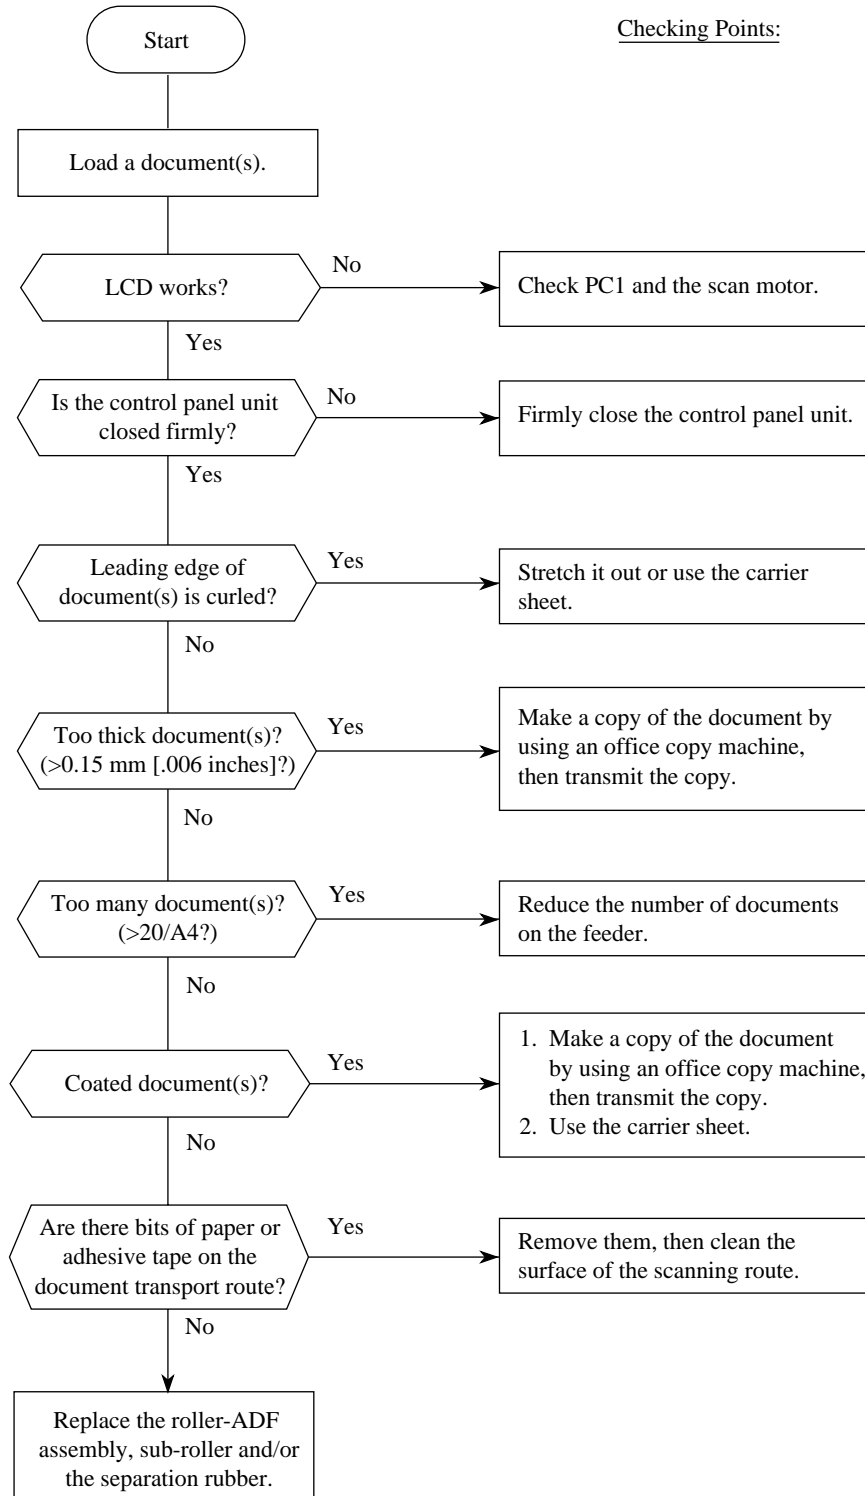 Start
Checking Points:
Load a document(s).
LCD works?
No
Check PC1 and the scan motor.
Yes
Is the control panel unit
closed firmly?
No
Firmly close the control panel unit.
Yes
Leading edge of
document(s) is curled?
Yes
Stretch it out or use the carrier
sheet.
No
Too thick document(s)?
(>0.15 mm [.006 inches]?)
Yes
Make a copy of the document by
using an office copy machine,
then transmit the copy.
No
Too many document(s)?
(>20/A4?)
Yes
Reduce the number of documents
on the feeder.
No
Coated document(s)?
Yes
1. Make a copy of the document
by using an office copy machine,
then transmit the copy.
2. Use the carrier sheet.
No
Are there bits of paper or
adhesive tape on the
document transport route?
Yes
Remove them, then clean the
surface of the scanning route.
No
Replace the roller-ADF
assembly, sub-roller and/or
the separation rubber.